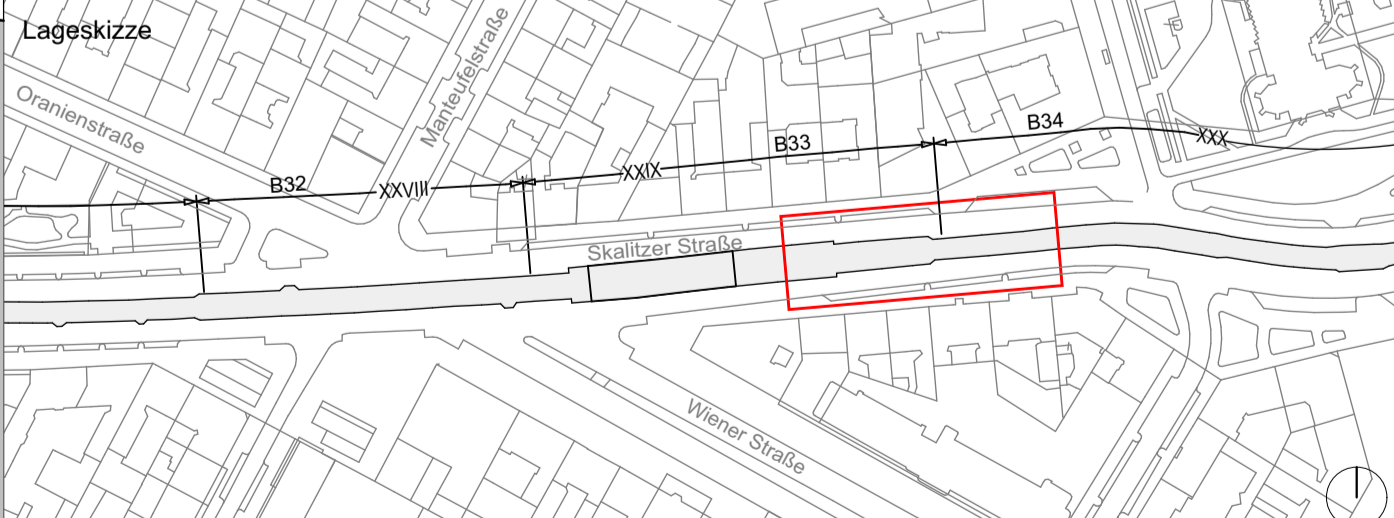 Lageskizze
Oranienstraße
Manteufelstraße
B32
XXVIII
XXIX
B33
B34
XXX
Skalitzer Straße
Wiener Straße